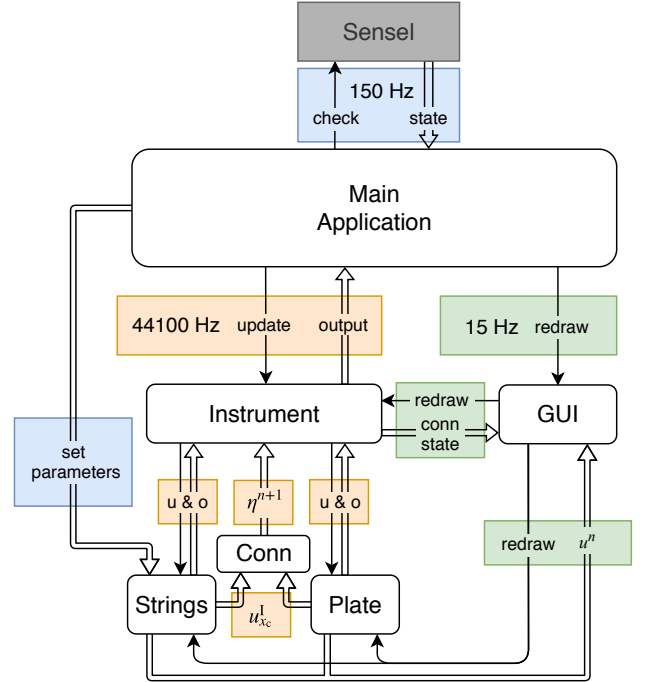 Sensel
150 Hz
check
state
Main
Application
44100 Hz
update
output
15 Hz
redraw
Instrument
redraw
conn
state
GUI
set
parameters
u & o
η^{n+1}
u & o
redraw
u^n
Conn
Strings
u_{x_c}^I
Plate